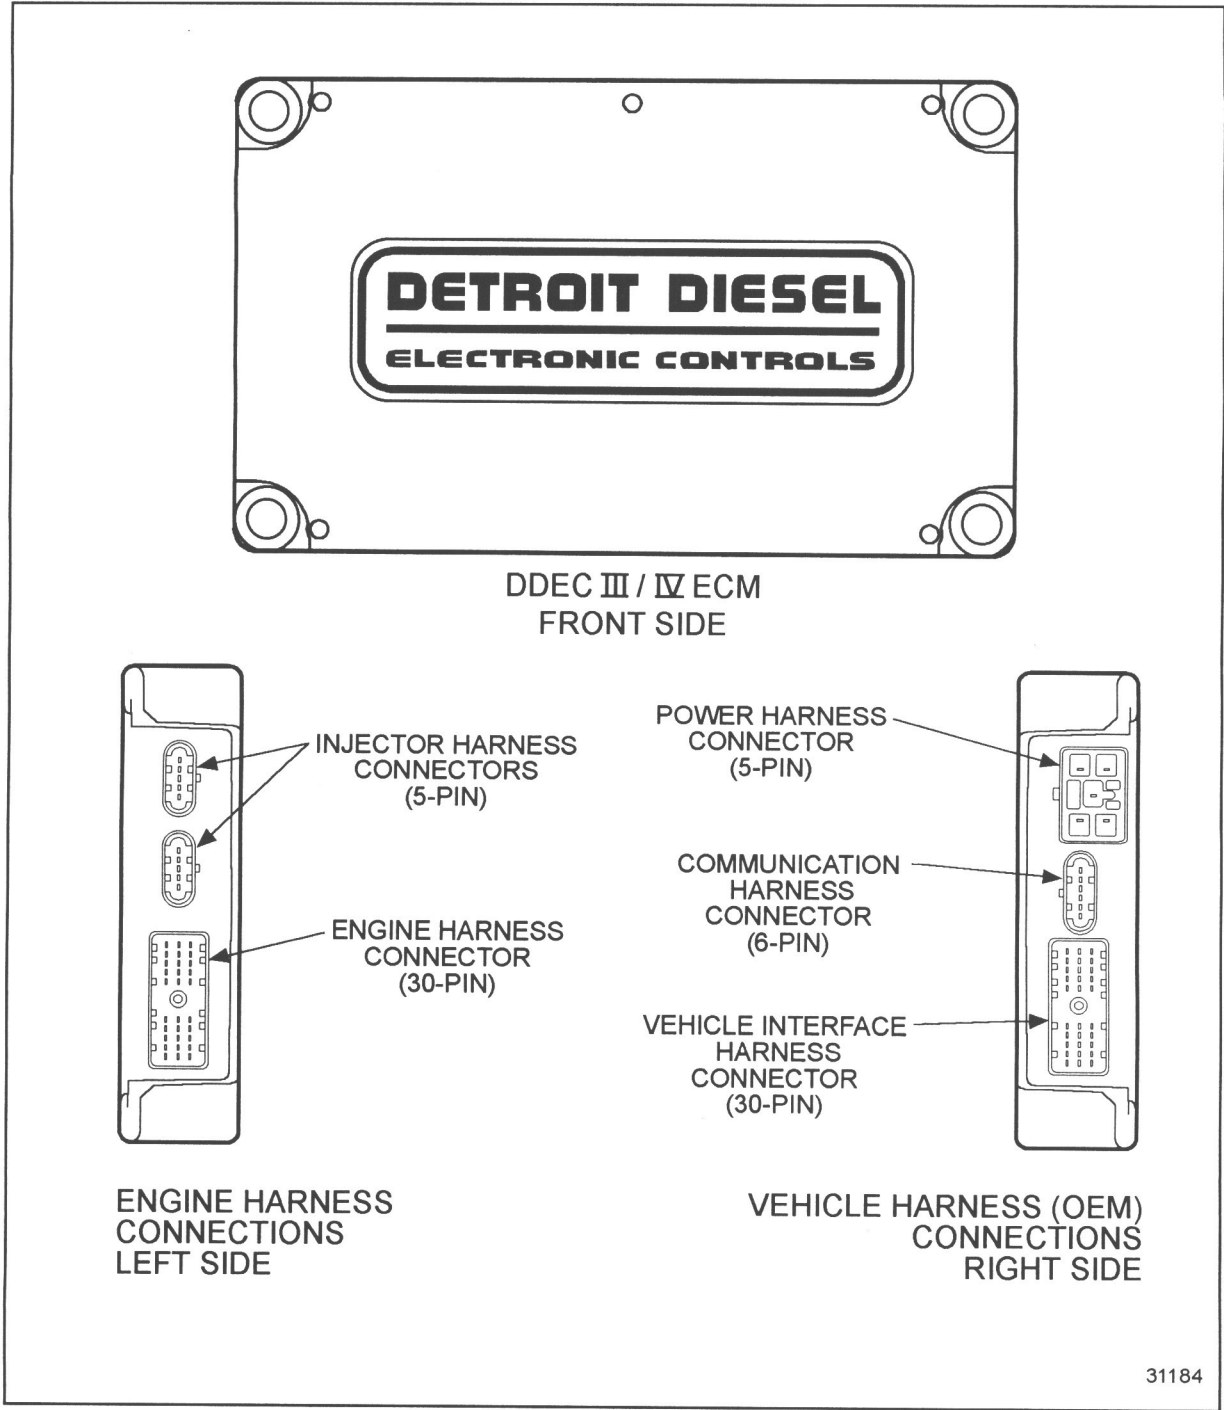 DETROIT DIESEL
ELECTRONIC CONTROLS
DDEC III / IV ECM
FRONT SIDE
INJECTOR HARNESS
CONNECTORS
(5-PIN)
ENGINE HARNESS
CONNECTOR
(30-PIN)
ENGINE HARNESS
CONNECTIONS
LEFT SIDE
POWER HARNESS
CONNECTOR
(5-PIN)
COMMUNICATION
HARNESS
CONNECTOR
(6-PIN)
VEHICLE INTERFACE
HARNESS
CONNECTOR
(30-PIN)
VEHICLE HARNESS (OEM)
CONNECTIONS
RIGHT SIDE
31184